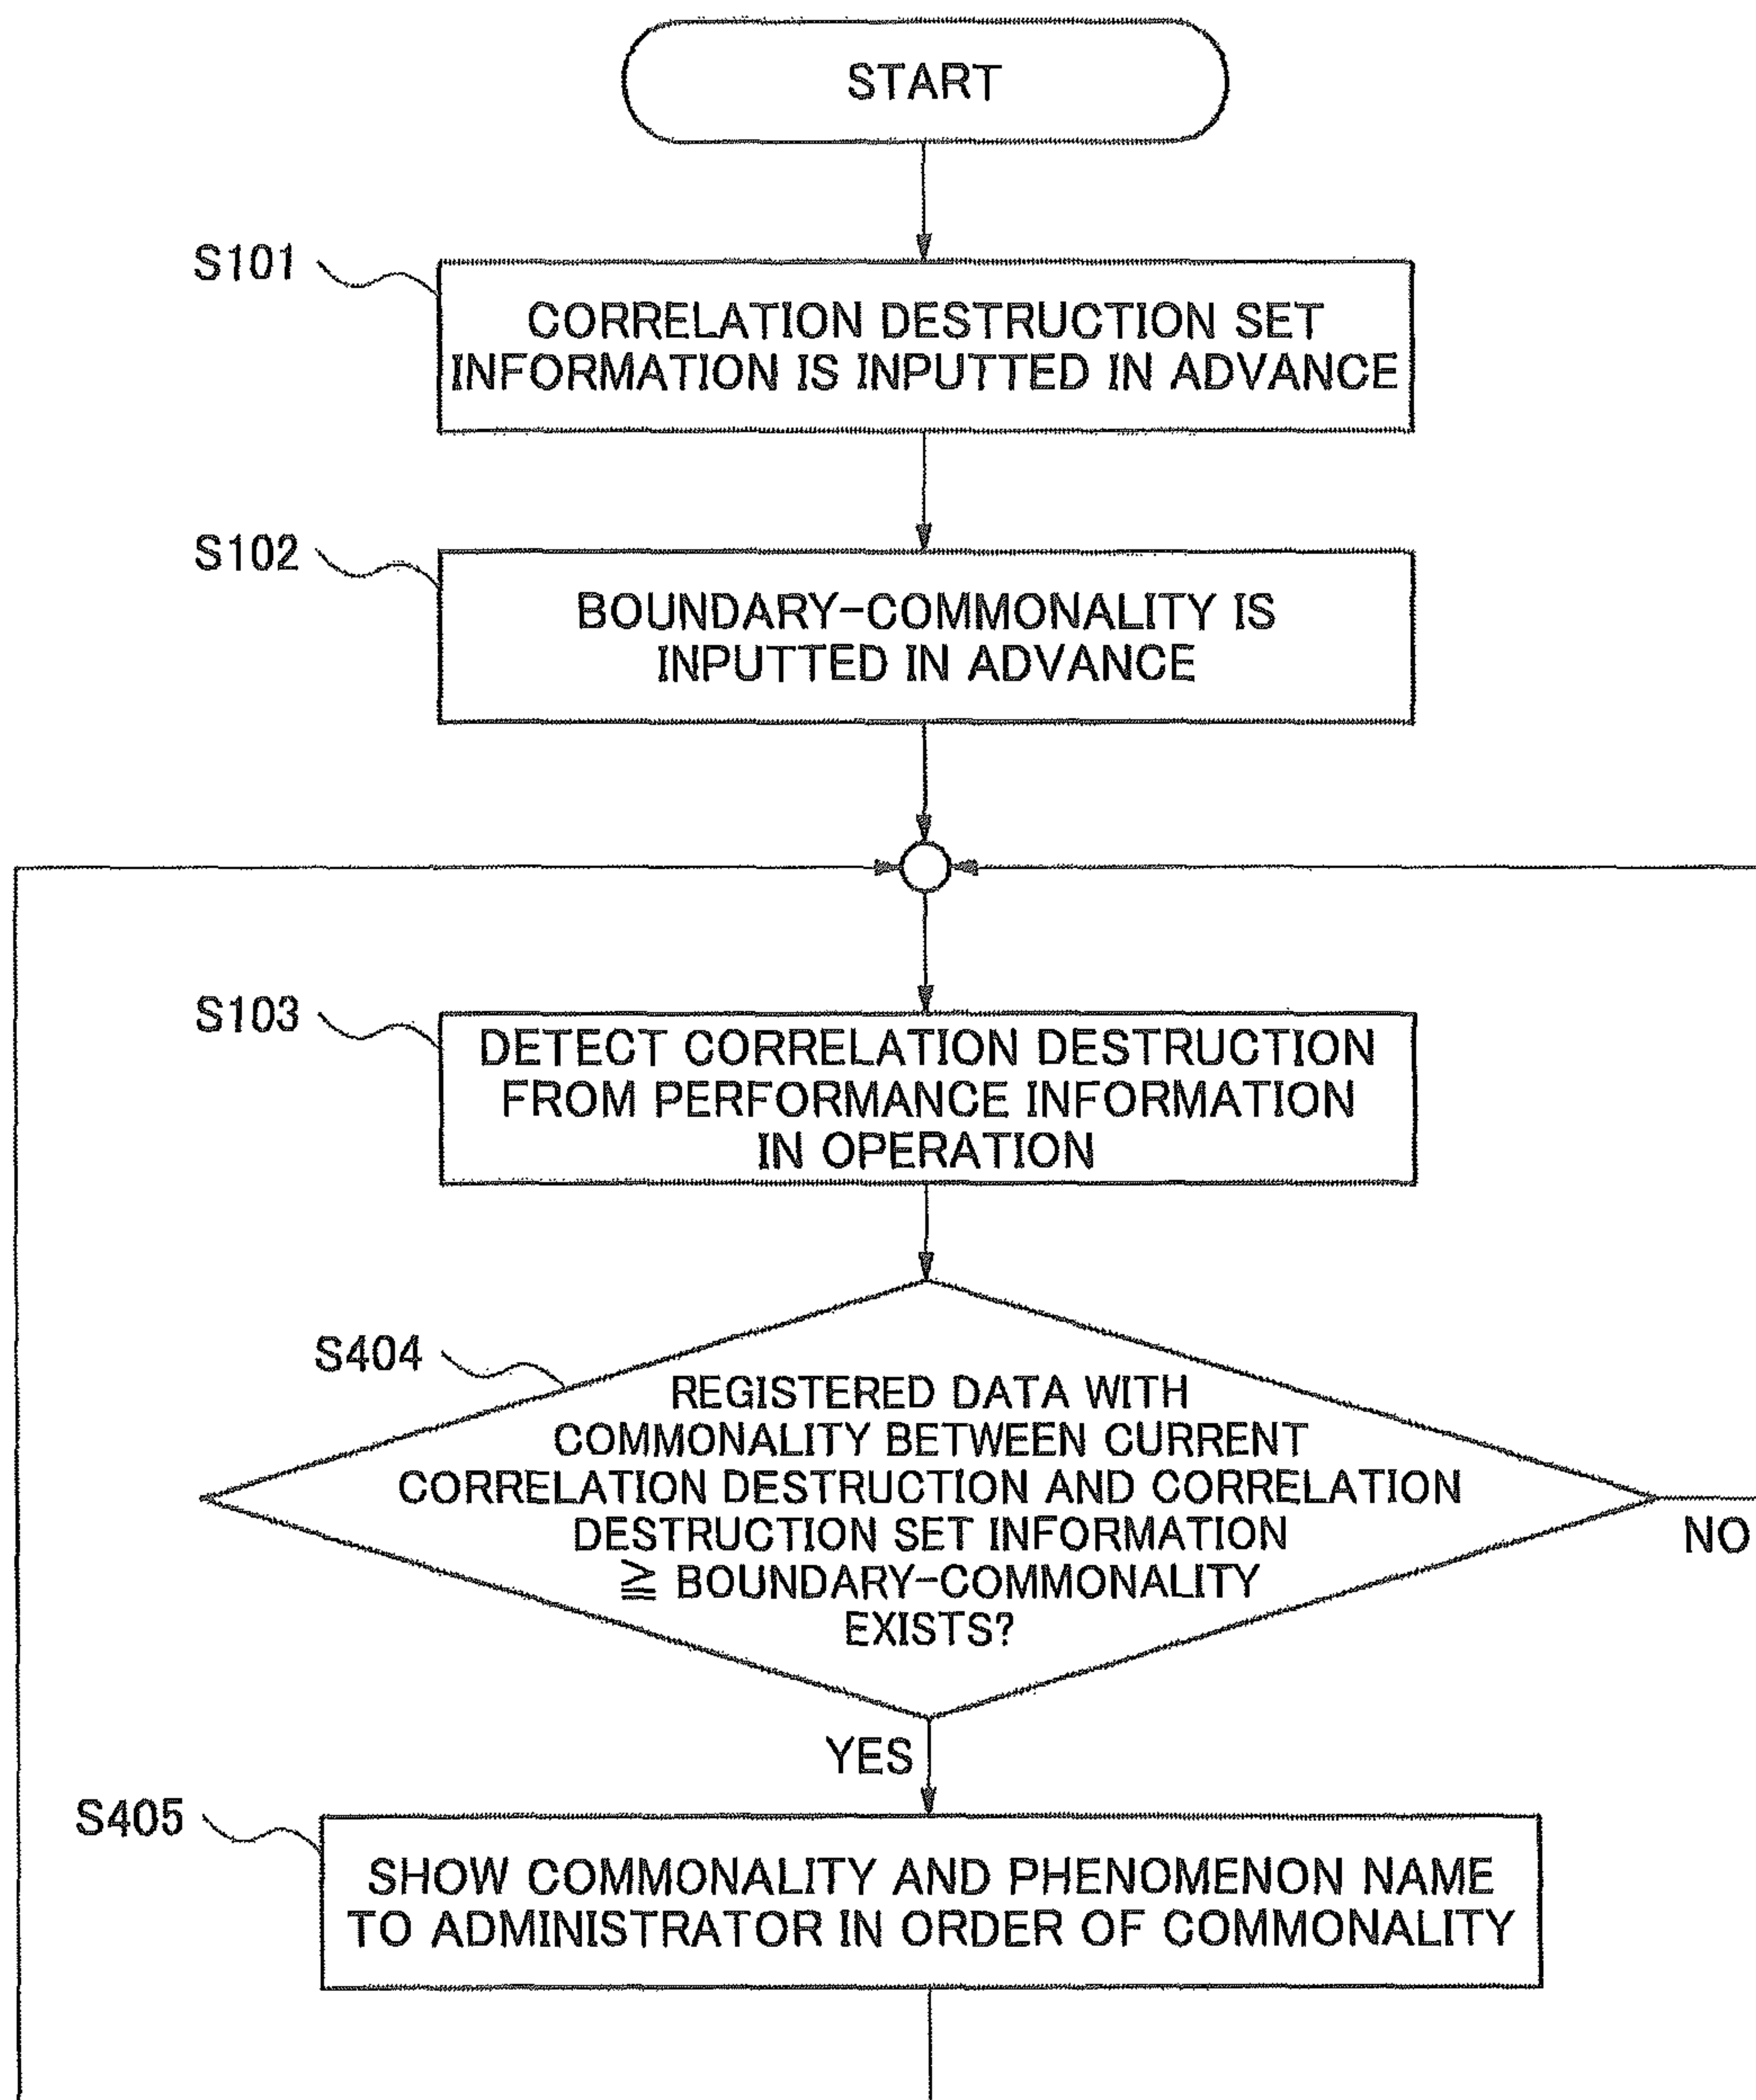 START
S101
CORRELATION DESTRUCTION SET
INFORMATION IS INPUTTED IN ADVANCE
S102
BOUNDARY-COMMONALITY IS
INPUTTED IN ADVANCE
S103
DETECT CORRELATION DESTRUCTION
FROM PERFORMANCE INFORMATION
IN OPERATION
S404
REGISTERED DATA WITH
COMMONALITY BETWEEN CURRENT
CORRELATION DESTRUCTION AND CORRELATION
DESTRUCTION SET INFORMATION
≧ BOUNDARY-COMMONALITY
EXISTS?
NO
YES
S405
SHOW COMMONALITY AND PHENOMENON NAME
TO ADMINISTRATOR IN ORDER OF COMMONALITY